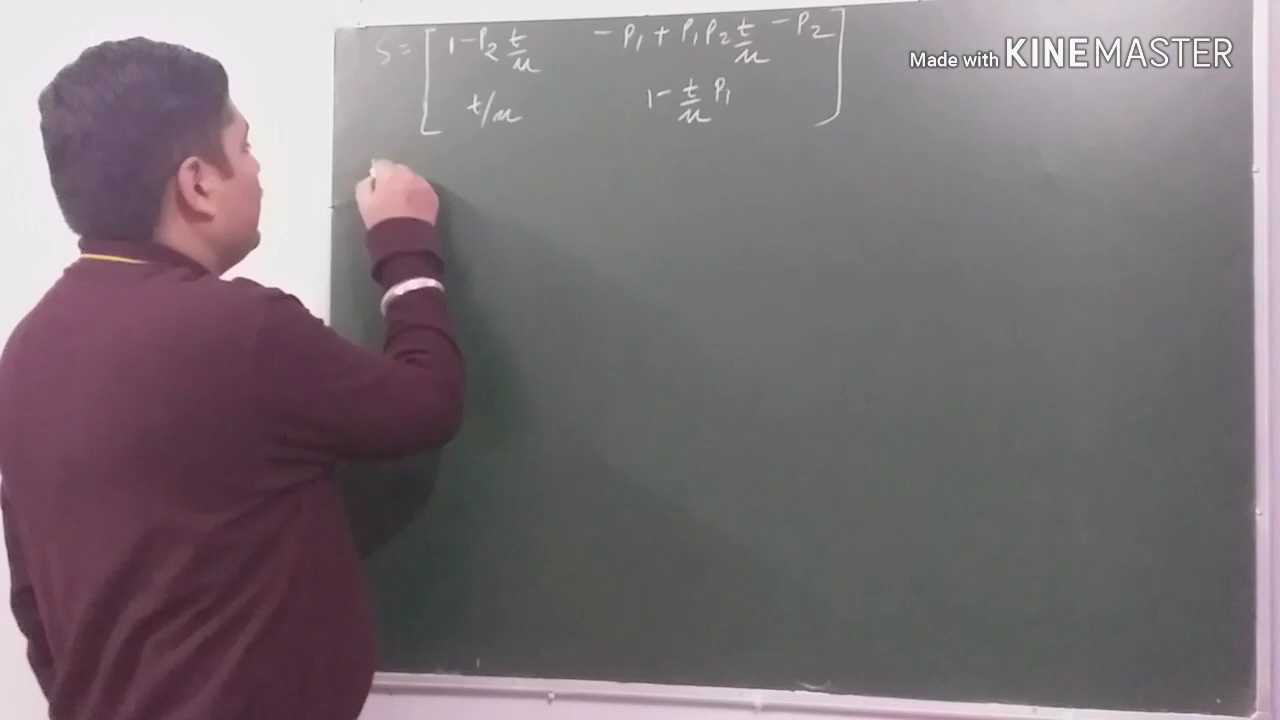 Made with KINEMASTER
S = [ 1-P₂ t/μ   -P₁ + P₁P₂ t/μ - P₂
t/μ   1 - t/μ P₁ ]